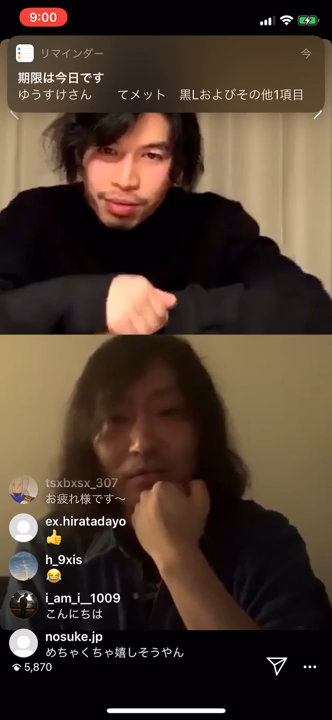 9:00
リマインダー
今
期限は今日です
ゆうすけさん てメット 黒Lおよびその他1項目
tsxbxsx_307
お疲れ様です〜
ex.hiratadayo
👍
h_9xis
😂
i_am_i__1009
こんにちは
nosuke.jp
めちゃくちゃ嬉しそうやん
5,870